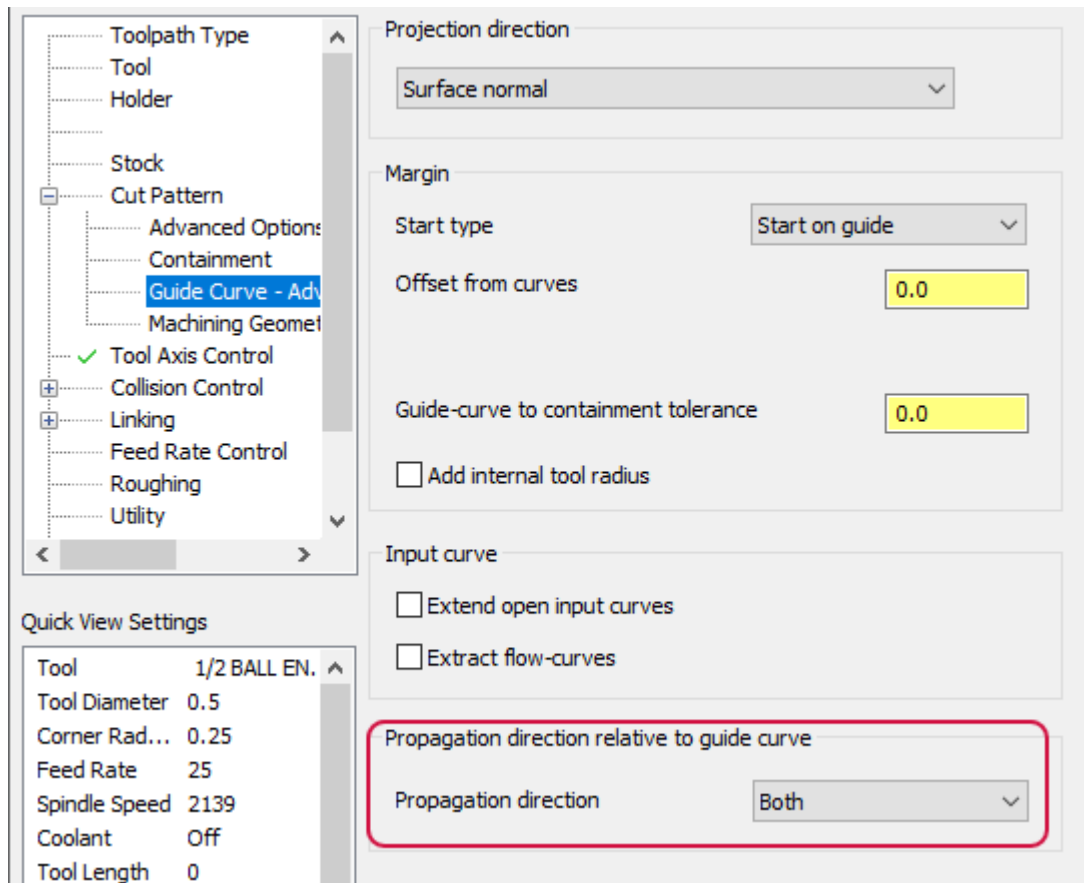 Toolpath Type
Tool
Holder
Stock
Cut Pattern
Advanced Options
Containment
Guide Curve - Adv
Machining Geomet
Tool Axis Control
Collision Control
Linking
Feed Rate Control
Roughing
Utility
Quick View Settings
Tool 1/2 BALL EN.
Tool Diameter 0.5
Corner Rad... 0.25
Feed Rate 25
Spindle Speed 2139
Coolant Off
Tool Length 0
Projection direction
Surface normal
Margin
Start type Start on guide
Offset from curves 0.0
Guide-curve to containment tolerance 0.0
Add internal tool radius
Input curve
Extend open input curves
Extract flow-curves
Propagation direction relative to guide curve
Propagation direction Both